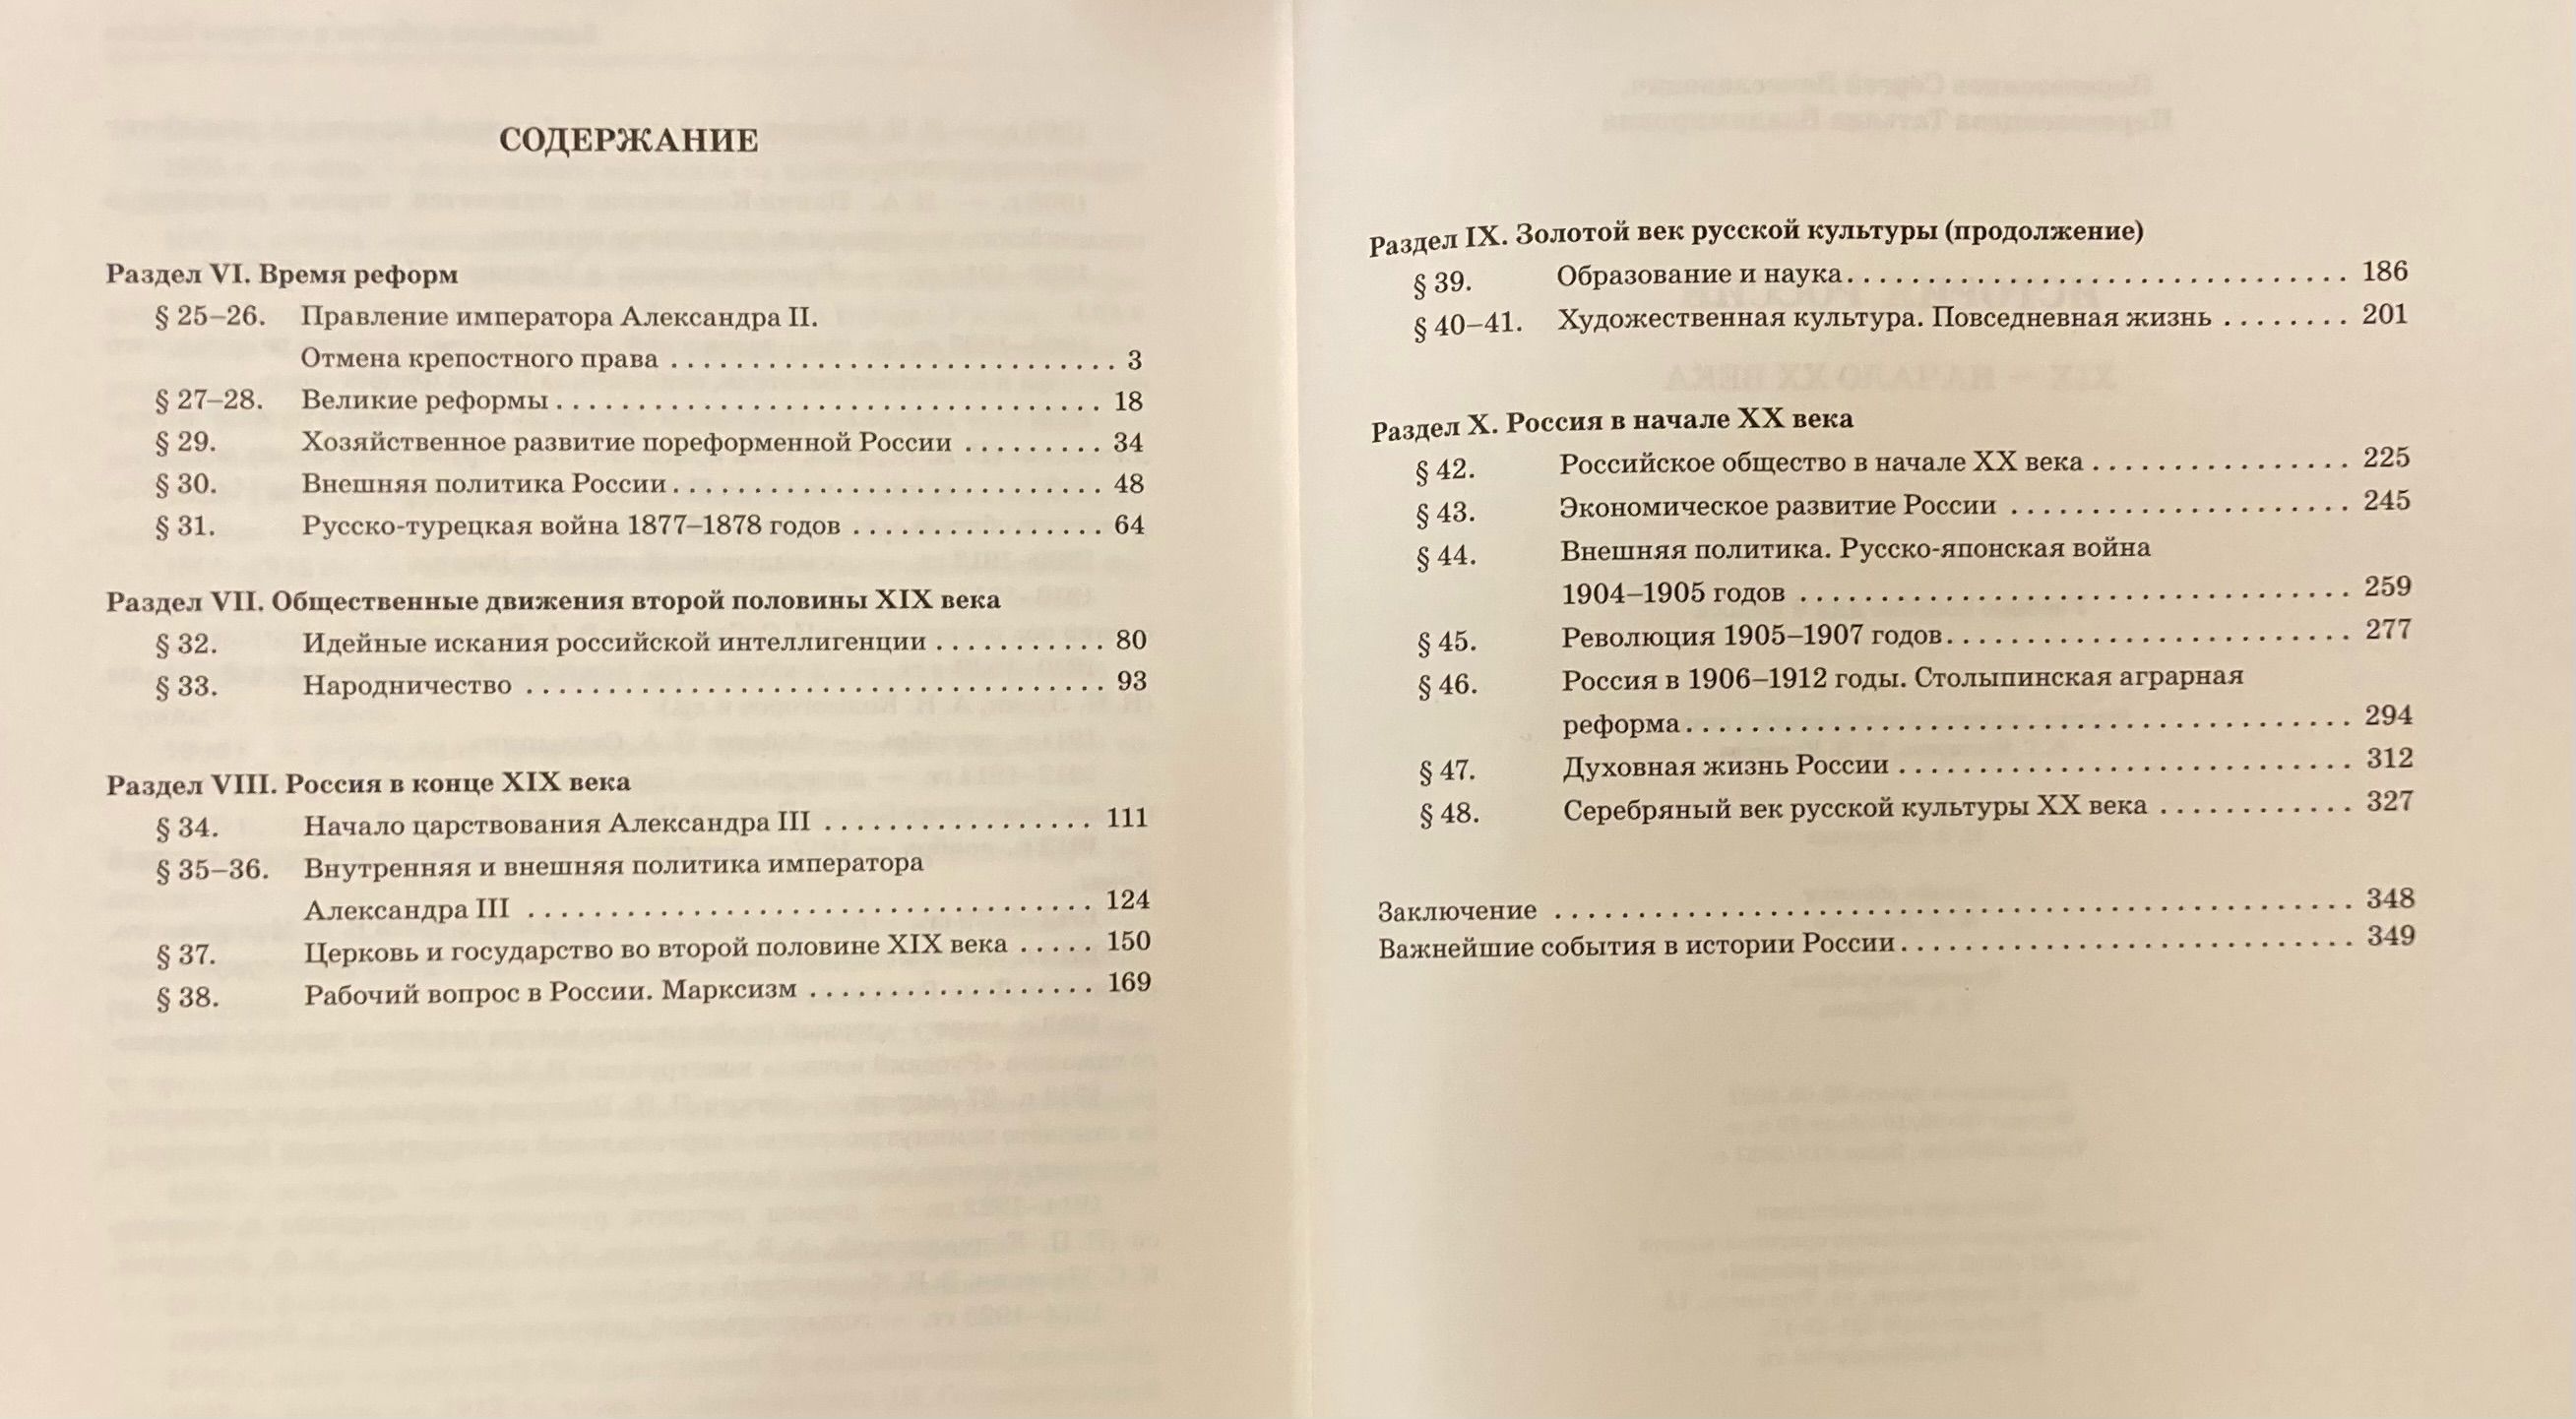 СОДЕРЖАНИЕ
Раздел VI. Время реформ
§ 25–26. Правление императора Александра II.
Отмена крепостного права . . . . . . . . . . . . . . . . . . . . . . . . . . . . 3
§ 27–28. Великие реформы . . . . . . . . . . . . . . . . . . . . . . . . . . . . . . . . . . 18
§ 29. Хозяйственное развитие пореформенной России . . . . . . . . . 34
§ 30. Внешняя политика России . . . . . . . . . . . . . . . . . . . . . . . . . . . 48
§ 31. Русско-турецкая война 1877–1878 годов . . . . . . . . . . . . . . . . 64
Раздел VII. Общественные движения второй половины XIX века
§ 32. Идейные искания российской интеллигенции . . . . . . . . . . . 80
§ 33. Народничество . . . . . . . . . . . . . . . . . . . . . . . . . . . . . . . . . . . . 93
Раздел VIII. Россия в конце XIX века
§ 34. Начало царствования Александра III . . . . . . . . . . . . . . . . . 111
§ 35–36. Внутренняя и внешняя политика императора
Александра III . . . . . . . . . . . . . . . . . . . . . . . . . . . . . . . . . . . 124
§ 37. Церковь и государство во второй половине XIX века . . . . . 150
§ 38. Рабочий вопрос в России. Марксизм . . . . . . . . . . . . . . . . . . 169
Раздел IX. Золотой век русской культуры (продолжение)
§ 39. Образование и наука . . . . . . . . . . . . . . . . . . . . . . . . . . . . . . . 186
§ 40–41. Художественная культура. Повседневная жизнь . . . . . . . . 201
Раздел X. Россия в начале XX века
§ 42. Российское общество в начале XX века . . . . . . . . . . . . . . . . 225
§ 43. Экономическое развитие России . . . . . . . . . . . . . . . . . . . . . 245
§ 44. Внешняя политика. Русско-японская война
1904–1905 годов . . . . . . . . . . . . . . . . . . . . . . . . . . . . . . . . . . 259
§ 45. Революция 1905–1907 годов . . . . . . . . . . . . . . . . . . . . . . . . . 277
§ 46. Россия в 1906–1912 годы. Столыпинская аграрная
реформа . . . . . . . . . . . . . . . . . . . . . . . . . . . . . . . . . . . . . . . . . 294
§ 47. Духовная жизнь России . . . . . . . . . . . . . . . . . . . . . . . . . . . . 312
§ 48. Серебряный век русской культуры XX века . . . . . . . . . . . . 327
Заключение . . . . . . . . . . . . . . . . . . . . . . . . . . . . . . . . . . . . . . . . . . . . . . . . . 348
Важнейшие события в истории России . . . . . . . . . . . . . . . . . . . . . . . . . . . . 349